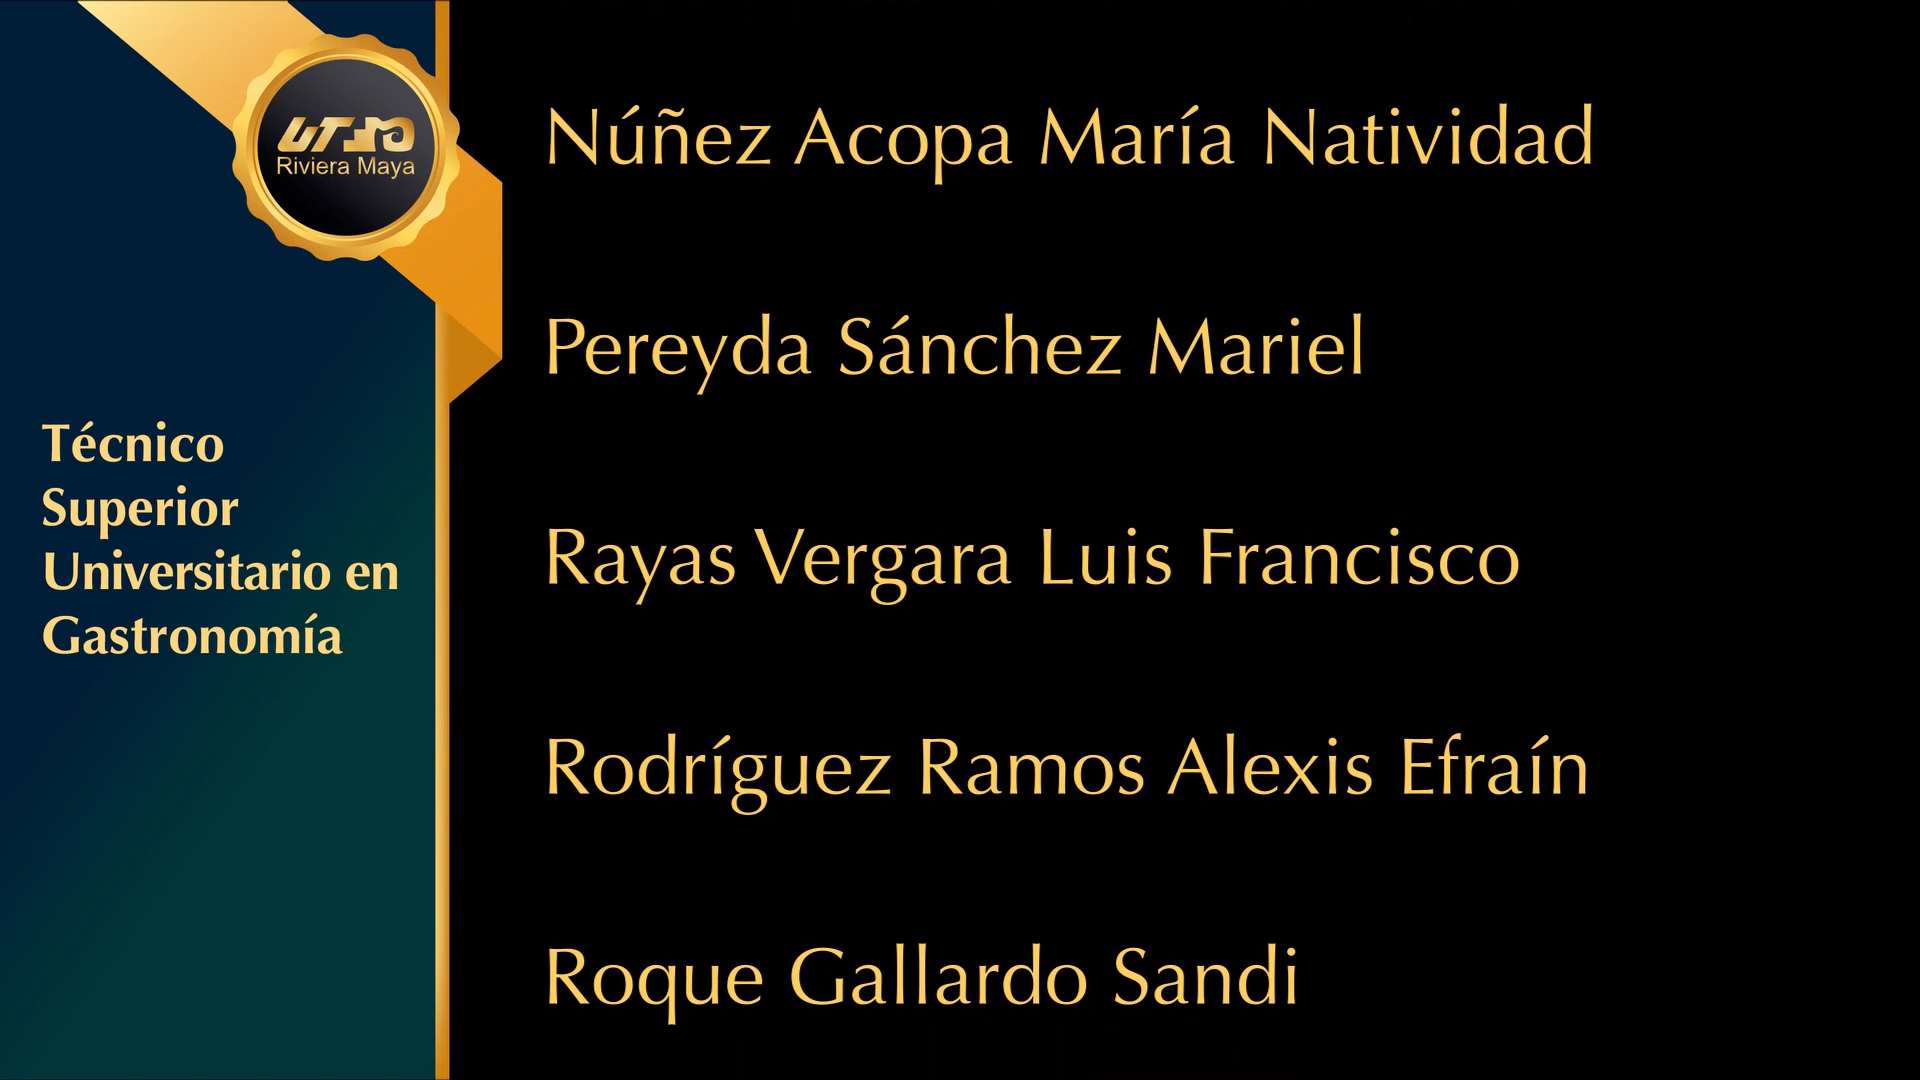 Riviera Maya
Técnico
Superior
Universitario en
Gastronomía
Núñez Acopa María Natividad
Pereyda Sánchez Mariel
Rayas Vergara Luis Francisco
Rodríguez Ramos Alexis Efraín
Roque Gallardo Sandi